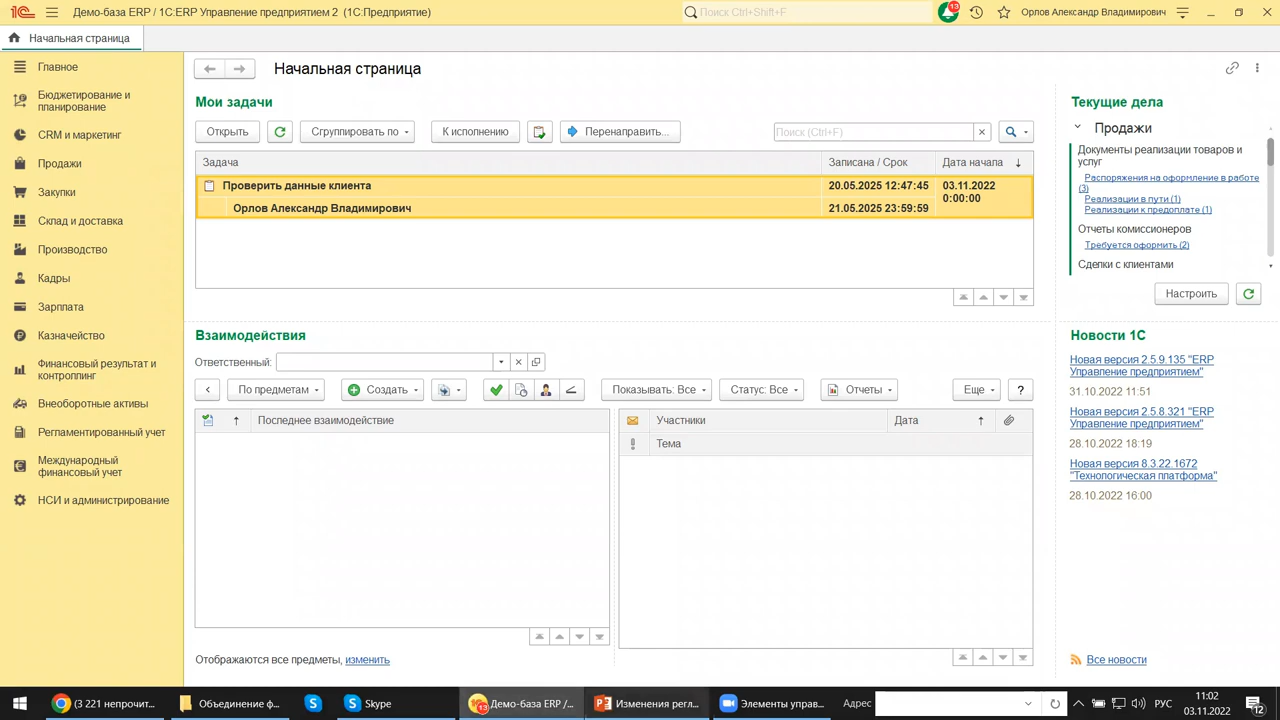 Демо-база ERP / 1С:ERP Управление предприятием 2 (1С:Предприятие)
Поиск Ctrl+Shift+F
13
Орлов Александр Владимирович
Начальная страница
Главное
Бюджетирование и
планирование
CRM и маркетинг
Продажи
Закупки
Склад и доставка
Производство
Кадры
Зарплата
Казначейство
Финансовый результат и
контроллинг
Внеоборотные активы
Регламентированный учет
Международный
финансовый учет
НСИ и администрирование
Начальная страница
Мои задачи
Открыть
Сгруппировать по
К исполнению
Перенаправить...
Поиск (Ctrl+F)
Задача
Записана / Срок
Дата начала
Проверить данные клиента
20.05.2025 12:47:45
03.11.2022
0:00:00
Орлов Александр Владимирович
21.05.2025 23:59:59
Взаимодействия
Ответственный:
По предметам
Создать
Показывать: Все
Статус: Все
Отчеты
Еще
?
Последнее взаимодействие
Участники
Дата
Тема
Отображаются все предметы, изменить
Текущие дела
Продажи
Документы реализации товаров и
услуг
Распоряжения на оформление в работе
(3)
Реализации в пути (1)
Реализации к предоплате (1)
Отчеты комиссионеров
Требуется оформить (2)
Сделки с клиентами
Настроить
Новости 1С
Новая версия 2.5.9.135 "ERP
Управление предприятием"
31.10.2022 11:51
Новая версия 2.5.8.321 "ERP
Управление предприятием"
28.10.2022 18:19
Новая версия 8.3.22.1672
"Технологическая платформа"
28.10.2022 16:00
Все новости
(3 221 непрочит...
Объединение ф...
Skype
13
Демо-база ERP /...
Изменения регл...
Элементы управ...
Адрес
РУС
11:02
03.11.2022
12